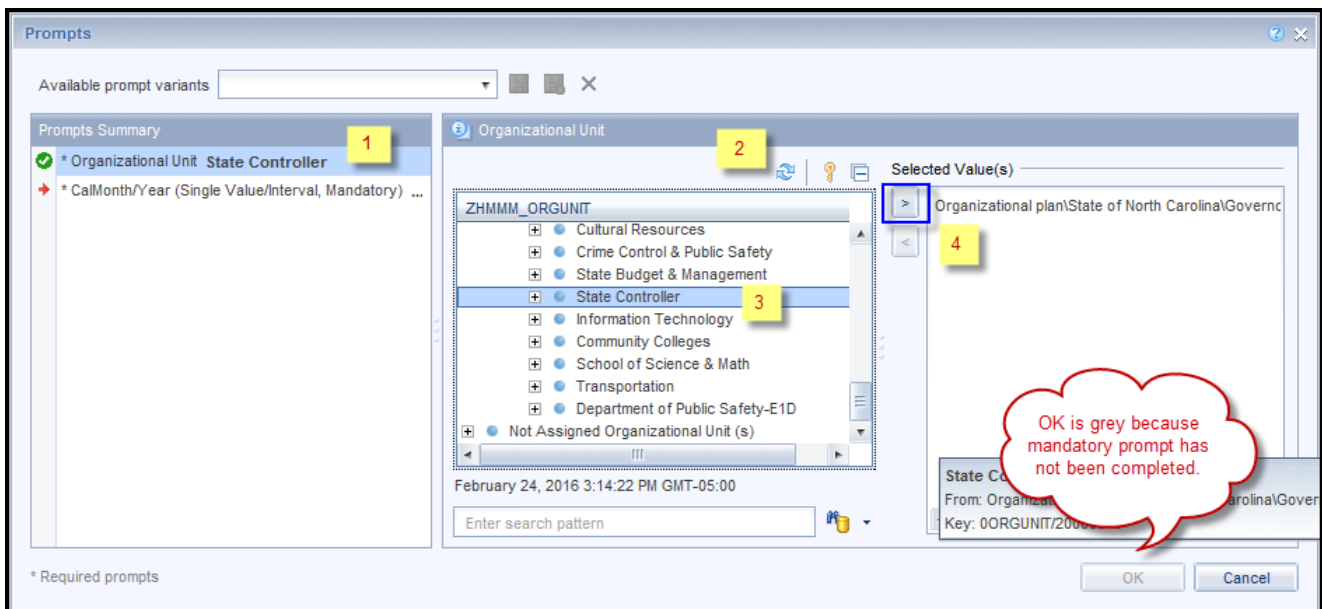 Prompts
Available prompt variants
Prompts Summary
1
* Organizational Unit State Controller
* CalMonth/Year (Single Value/Interval, Mandatory) ...
Organizational Unit
2
ZHMMM_ORGUNIT
Cultural Resources
Crime Control & Public Safety
State Budget & Management
State Controller
3
Information Technology
Community Colleges
School of Science & Math
Transportation
Department of Public Safety-E1D
Not Assigned Organizational Unit (s)
February 24, 2016 3:14:22 PM GMT-05:00
Enter search pattern
Selected Value(s)
>
Organizational plan\State of North Carolina\Governo
<
4
OK is grey because
mandatory prompt has
not been completed.
State
From:
Key: 0ORGUNIT/
* Required prompts
OK
Cancel